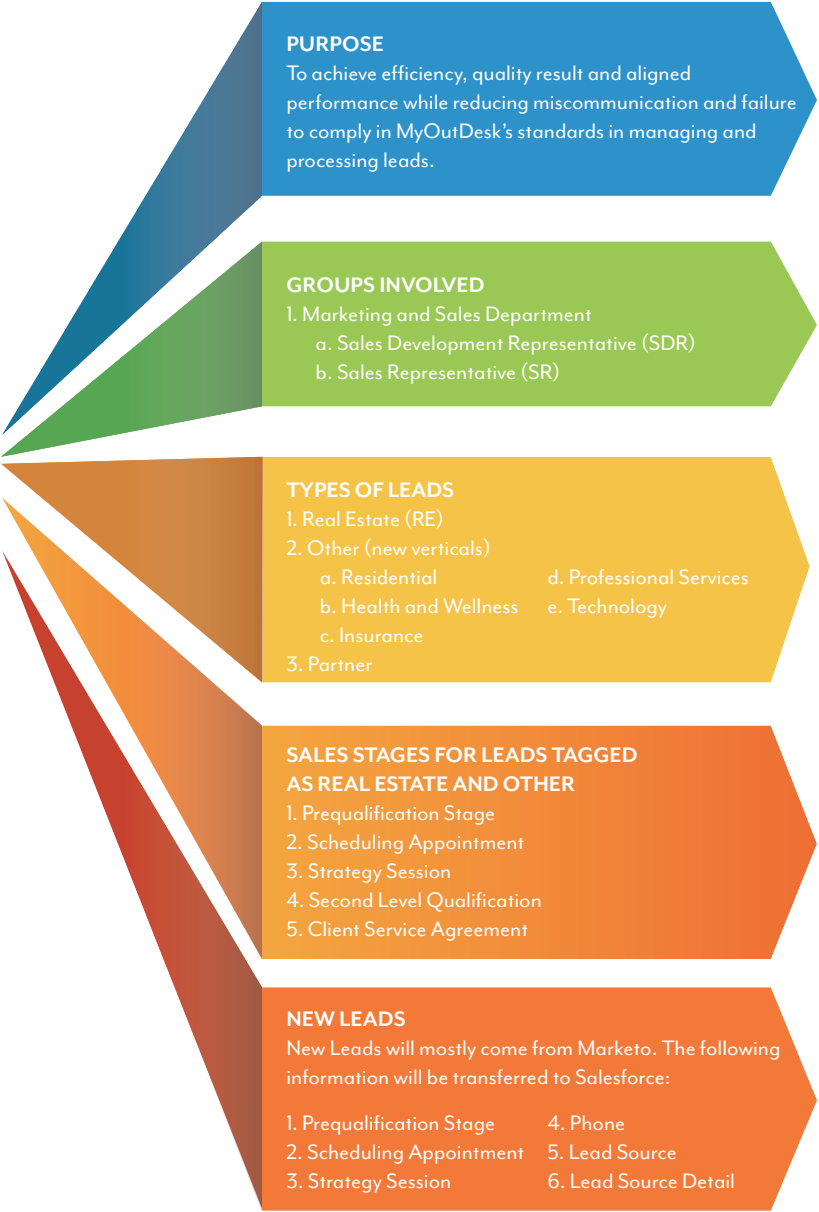 PURPOSE
To achieve efficiency, quality result and aligned
performance while reducing miscommunication and failure
to comply in MyOutDesk’s standards in managing and
processing leads.
GROUPS INVOLVED
1. Marketing and Sales Department
a. Sales Development Representative (SDR)
b. Sales Representative (SR)
TYPES OF LEADS
1. Real Estate (RE)
2. Other (new verticals)
a. Residential
b. Health and Wellness
c. Insurance
d. Professional Services
e. Technology
3. Partner
SALES STAGES FOR LEADS TAGGED
AS REAL ESTATE AND OTHER
1. Prequalification Stage
2. Scheduling Appointment
3. Strategy Session
4. Second Level Qualification
5. Client Service Agreement
NEW LEADS
New Leads will mostly come from Marketo. The following
information will be transferred to Salesforce:
1. Prequalification Stage
2. Scheduling Appointment
3. Strategy Session
4. Phone
5. Lead Source
6. Lead Source Detail